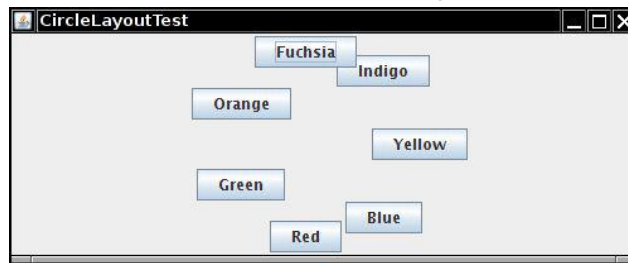 CircleLayoutTest
Fuchsia
Indigo
Orange
Yellow
Green
Blue
Red